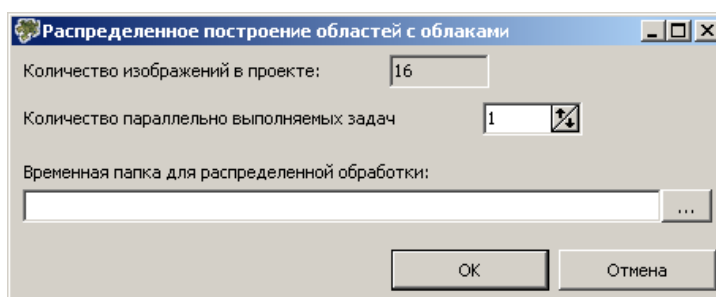 Распределенное построение областей с облаками
Количество изображений в проекте: 16
Количество параллельно выполняемых задач 1
Временная папка для распределенной обработки:
...
OK Отмена